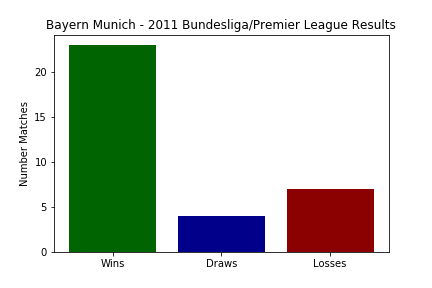 Bayern Munich - 2011 Bundesliga/Premier League Results
Number Matches
20
15
10
5
0
Wins Draws Losses